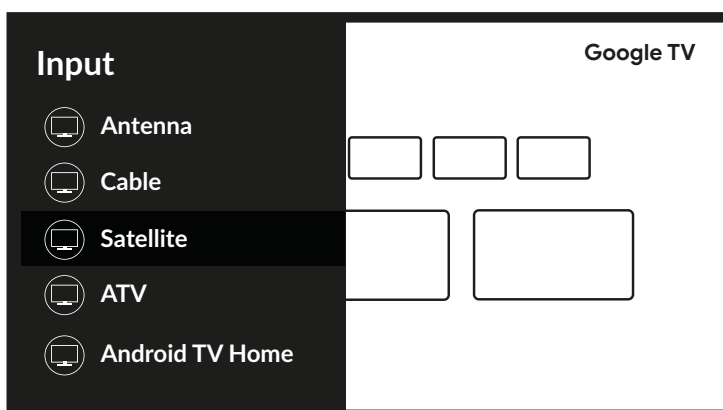 Input
Google TV
Antenna
Cable
Satellite
ATV
Android TV Home